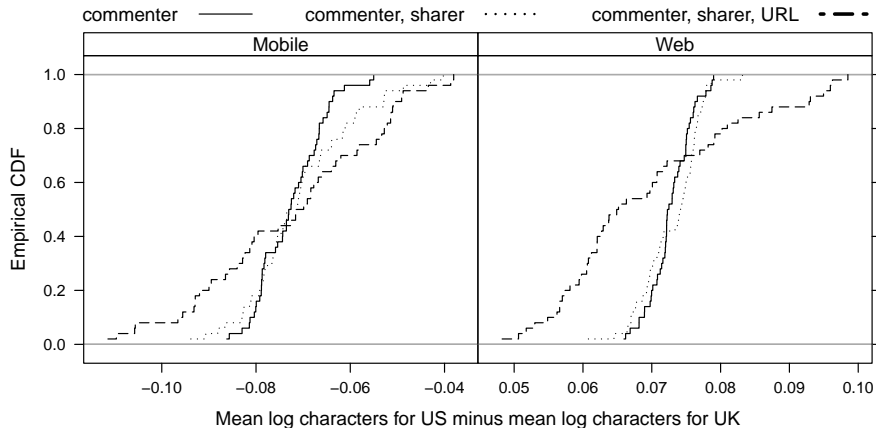 commenter commenter, sharer commenter, sharer, URL
Mobile Web
1.0
0.8
0.6
0.4
0.2
0.0
Empirical CDF
−0.10 −0.08 −0.06 −0.04 0.05 0.06 0.07 0.08 0.09 0.10
Mean log characters for US minus mean log characters for UK